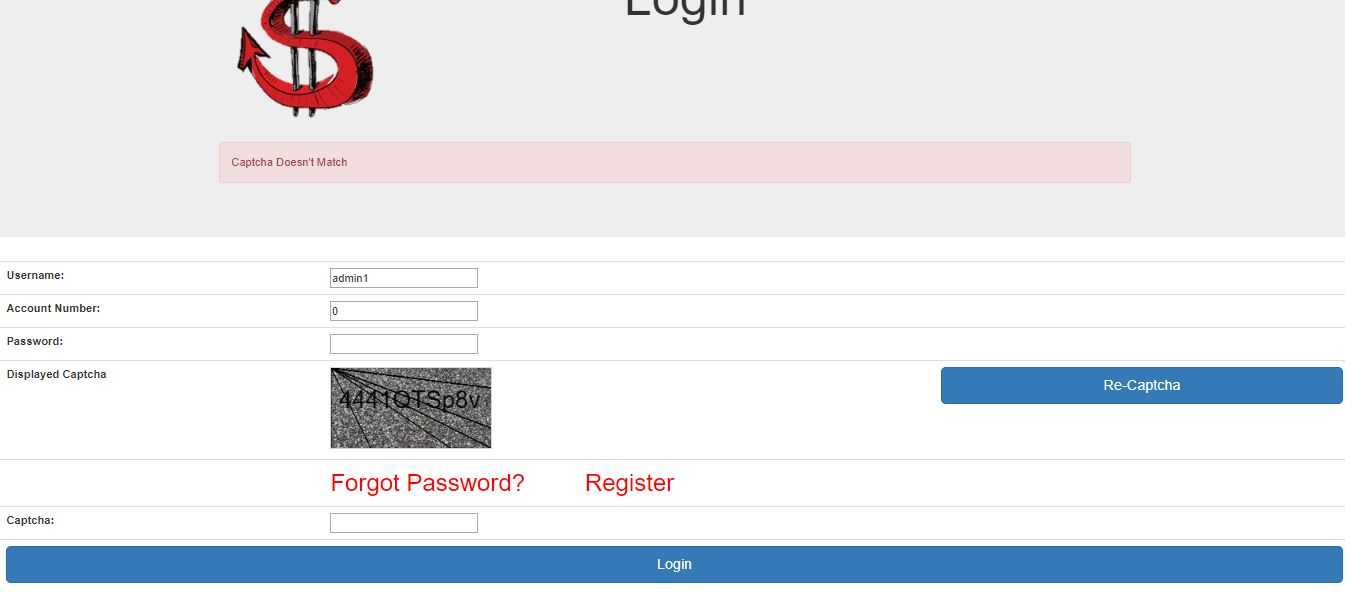 Login
Captcha Doesn't Match
Username: admin1
Account Number: 0
Password:
Displayed Captcha 4441OTSp8v Re-Captcha
Forgot Password? Register
Captcha:
Login